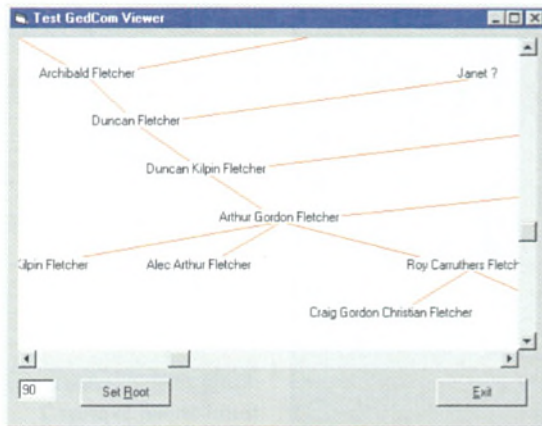 Test GedCom Viewer
Archibald Fletcher
Janet ?
Duncan Fletcher
Duncan Kilpin Fletcher
Arthur Gordon Fletcher
Kilpin Fletcher
Alec Arthur Fletcher
Roy Carruthers Fletch
Craig Gordon Christian Fletcher
90
Set Root
Exit